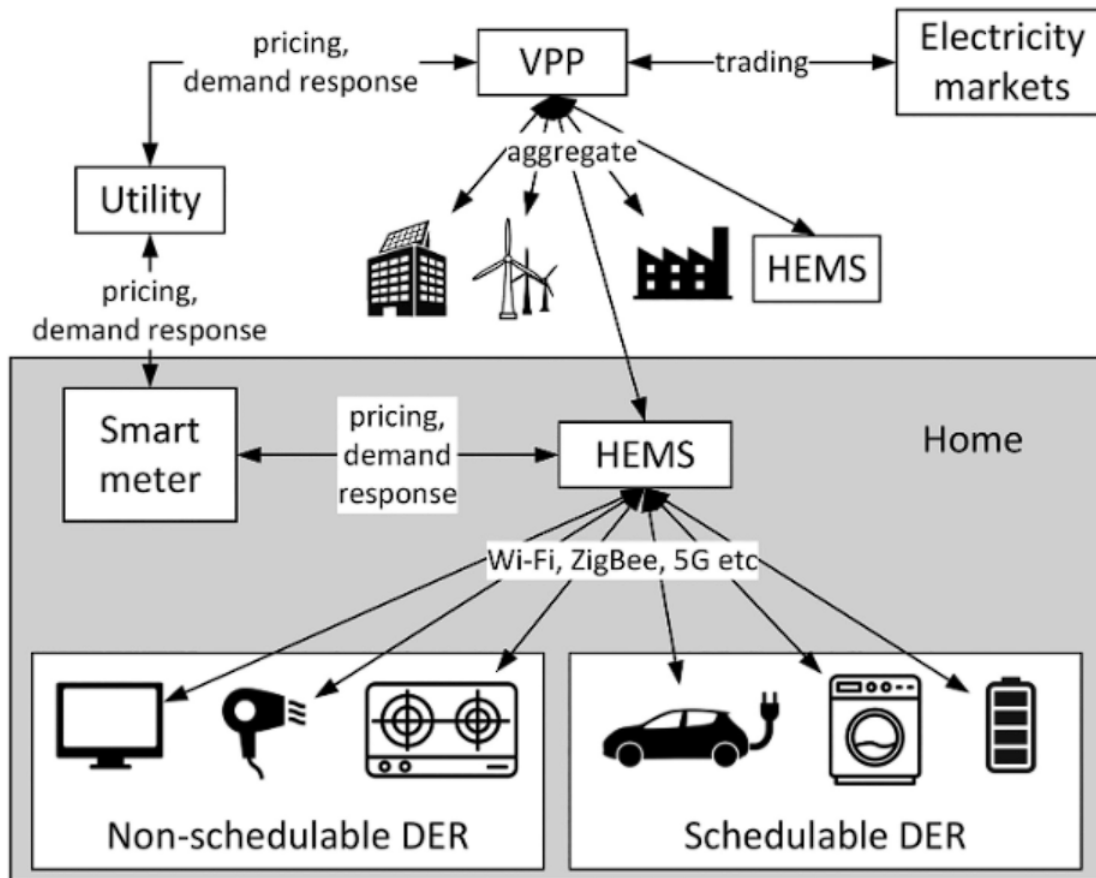 pricing,
demand response
VPP
trading
Electricity
markets
aggregate
Utility
HEMS
pricing,
demand response
Smart
meter
pricing,
demand
response
HEMS
Home
Wi-Fi, ZigBee, 5G etc
Non-schedulable DER
Schedulable DER